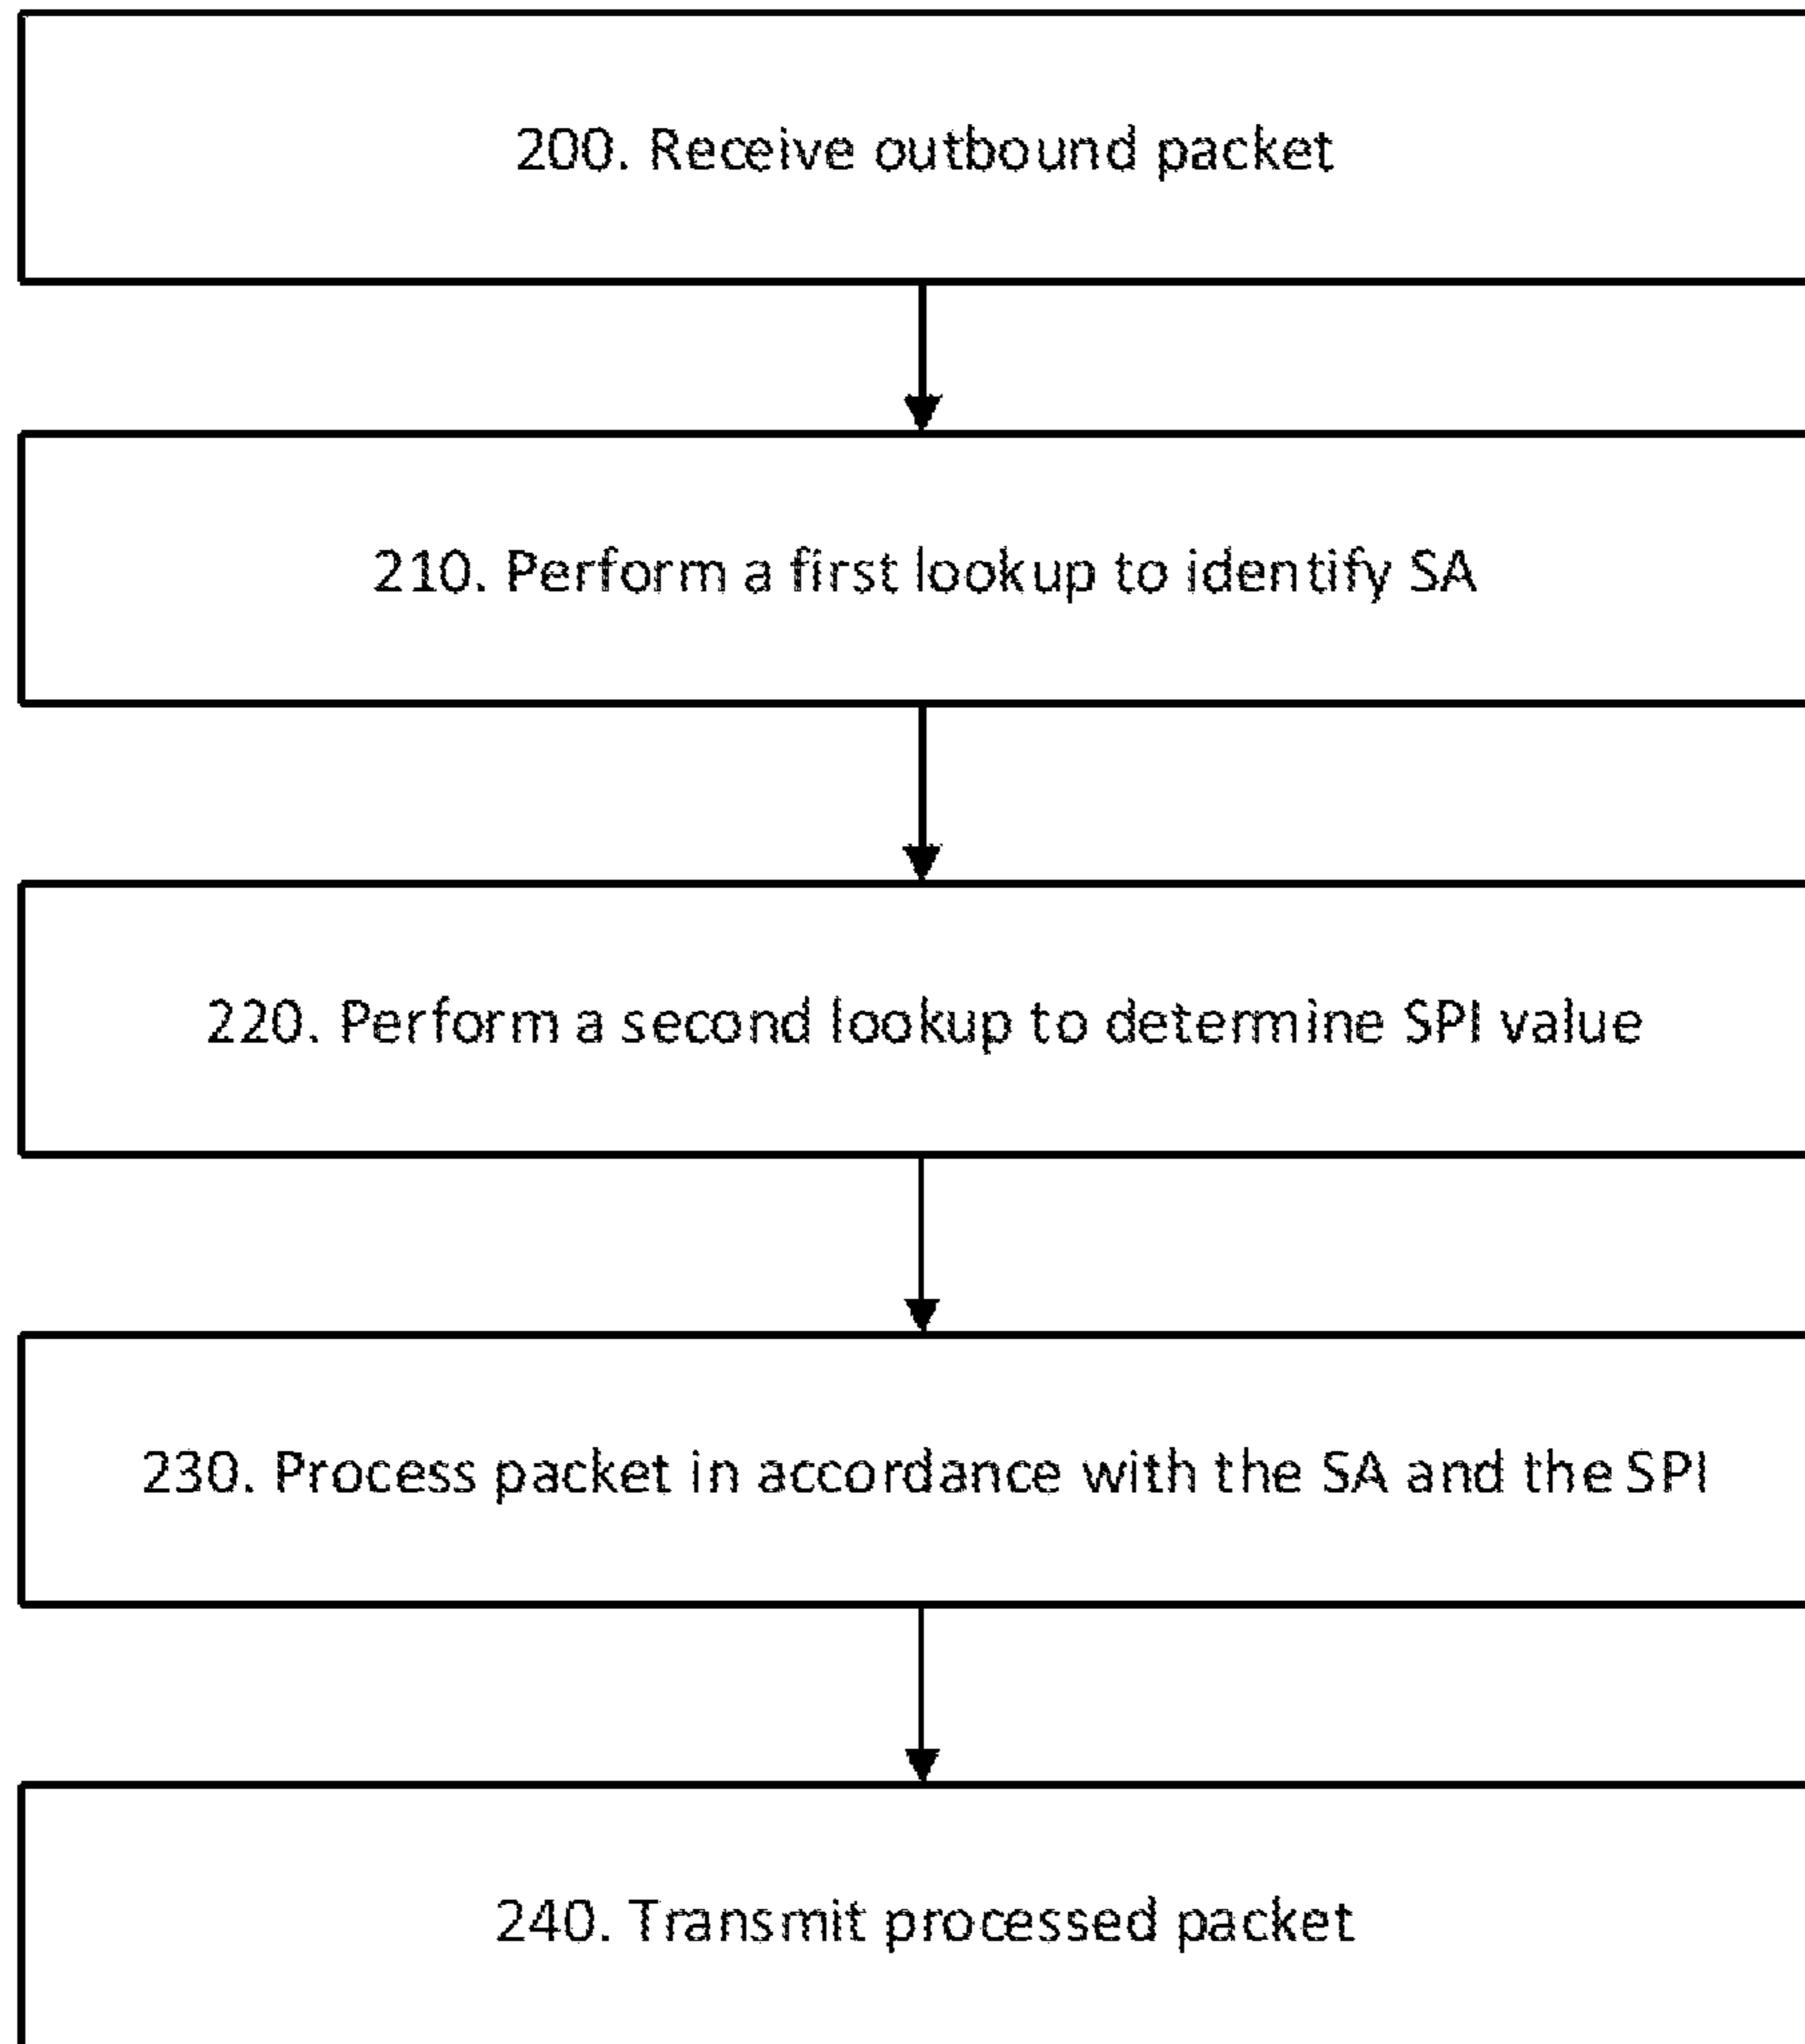 200. Receive outbound packet
210. Perform a first lookup to identify SA
220. Perform a second lookup to determine SPI value
230. Process packet in accordance with the SA and the SPI
240. Transmit processed packet